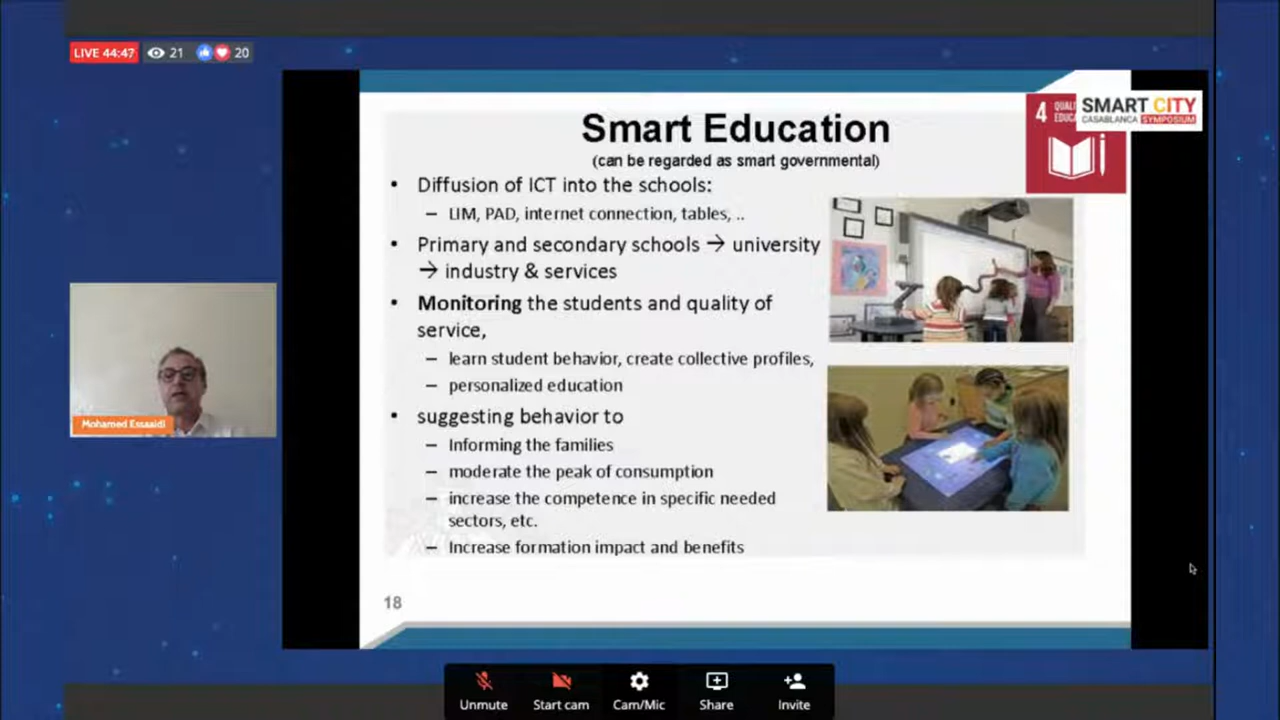 LIVE 44:47 21 20
SMART CITY
CASABLANCA SYMPOSIUM
4 QUALI
EDUCA
Smart Education
(can be regarded as smart governmental)
• Diffusion of ICT into the schools:
– LIM, PAD, internet connection, tables, ..
• Primary and secondary schools → university
→ industry & services
• Monitoring the students and quality of
service,
– learn student behavior, create collective profiles,
– personalized education
• suggesting behavior to
– Informing the families
– moderate the peak of consumption
– increase the competence in specific needed
sectors, etc.
– Increase formation impact and benefits
18
Mohamed Essaaidi
Unmute Start cam Cam/Mic Share Invite